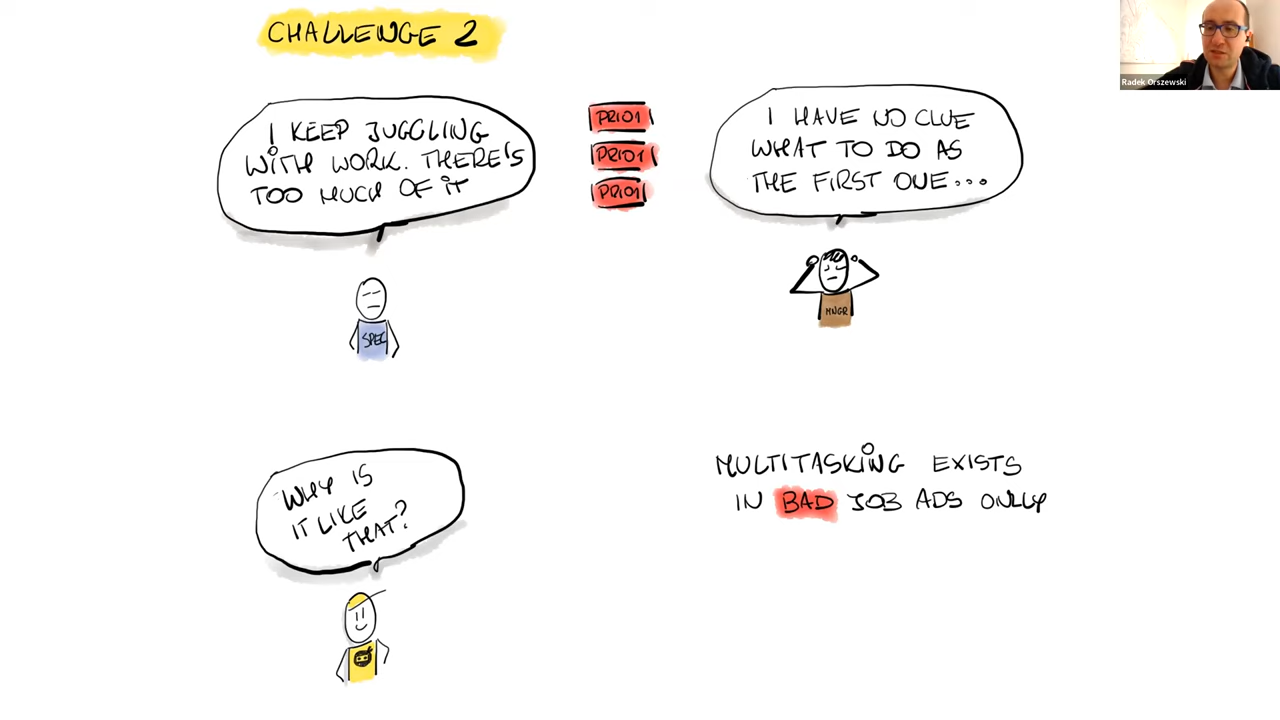 CHALLENGE 2
Radek Orszewski
I KEEP JUGGLING
WITH WORK. THERE'S
TOO MUCH OF IT
PRIO1
PRIO1
PRIO1
I HAVE NO CLUE
WHAT TO DO AS
THE FIRST ONE...
SPEC
MNGR
WHY IS
IT LIKE
THAT?
MULTITASKING EXISTS
IN BAD JOB ADS ONLY